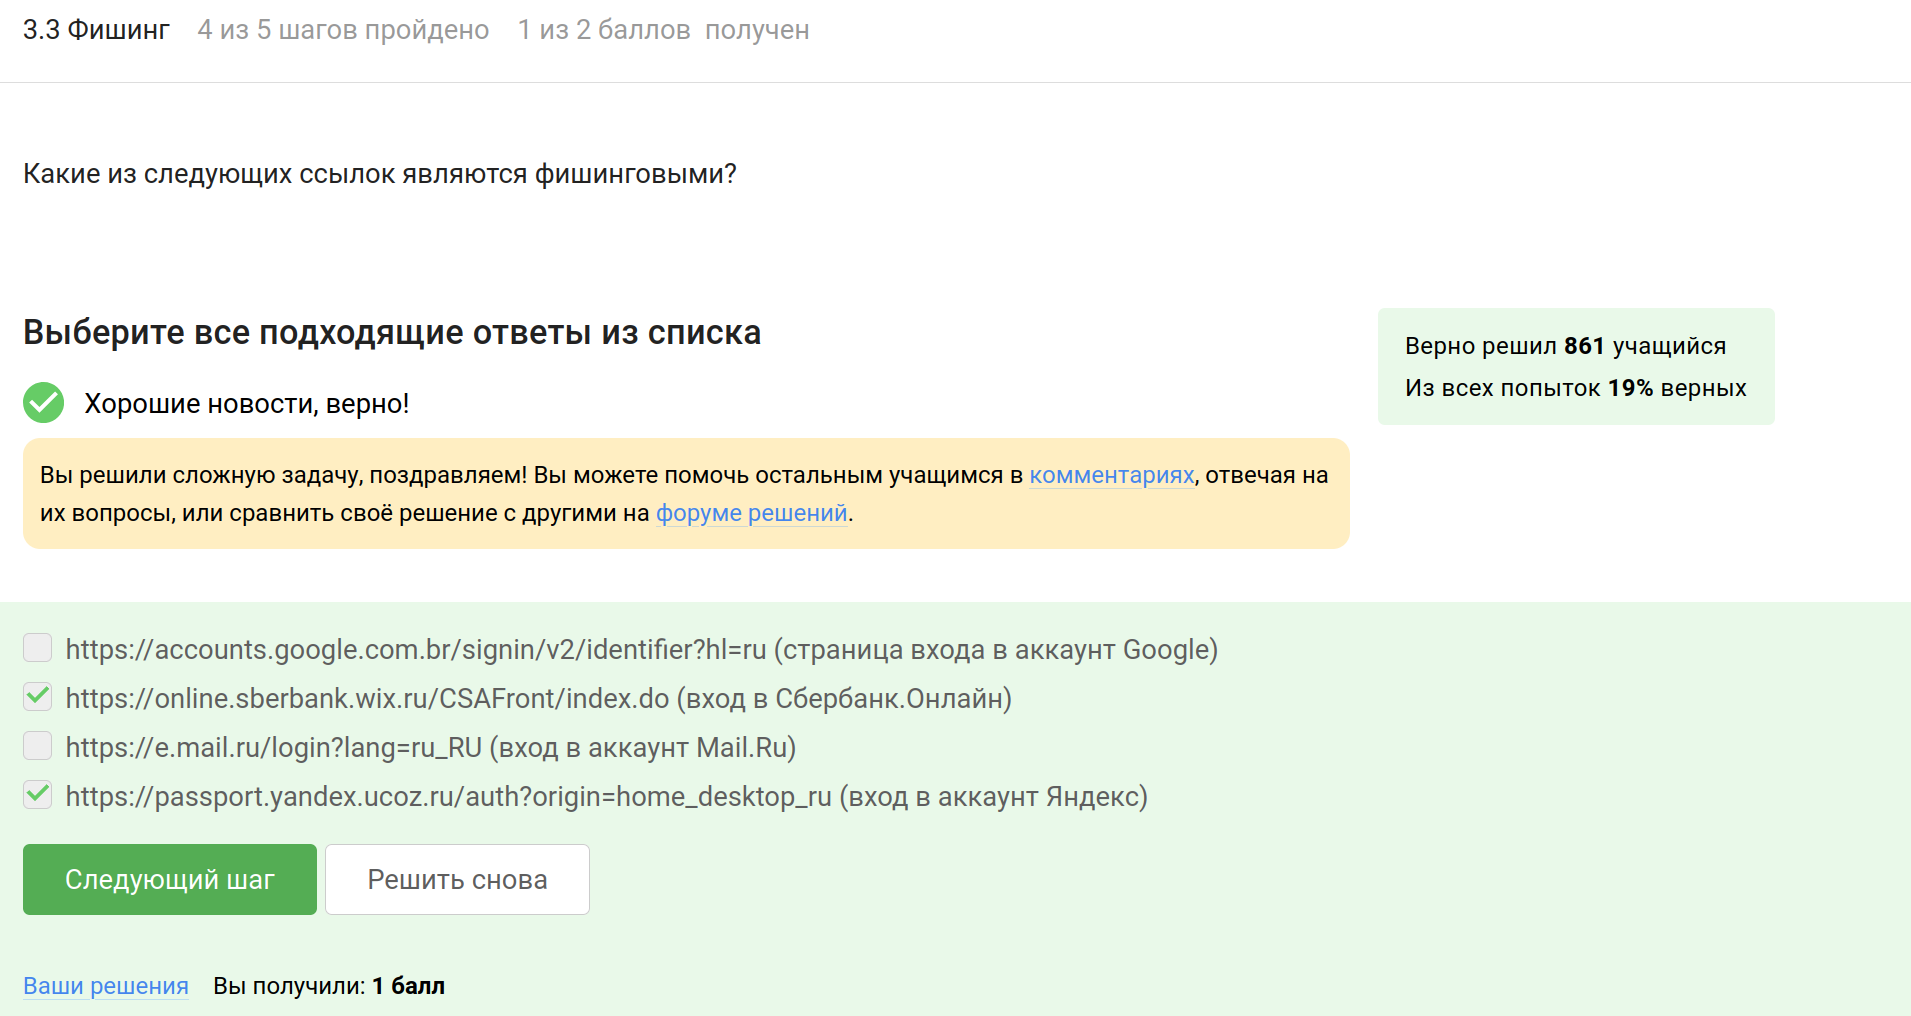 3.3 Фишинг 4 из 5 шагов пройдено 1 из 2 баллов получен
Какие из следующих ссылок являются фишинговыми?
Выберите все подходящие ответы из списка
Верно решил 861 учащийся
Из всех попыток 19% верных
Хорошие новости, верно!
Вы решили сложную задачу, поздравляем! Вы можете помочь остальным учащимся в комментариях, отвечая на
их вопросы, или сравнить своё решение с другими на форуме решений.
https://accounts.google.com.br/signin/v2/identifier?hl=ru (страница входа в аккаунт Google)
https://online.sberbank.wix.ru/CSAFront/index.do (вход в Сбербанк.Онлайн)
https://e.mail.ru/login?lang=ru_RU (вход в аккаунт Mail.Ru)
https://passport.yandex.ucoz.ru/auth?origin=home_desktop_ru (вход в аккаунт Яндекс)
Следующий шаг Решить снова
Ваши решения Вы получили: 1 балл